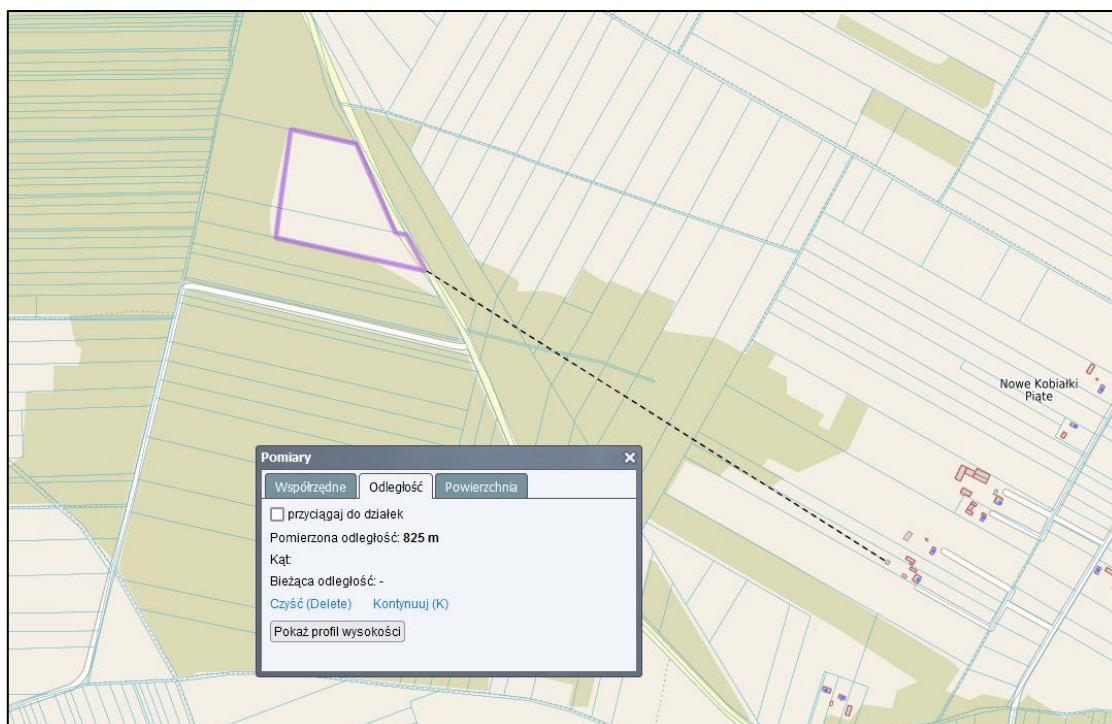 Nowe Kobiałki
Piąte
Pomiary
Współrzędne Odległość Powierzchnia
przyciągaj do działek
Pomierzona odległość: 825 m
Kąt:
Bieżąca odległość: -
Czyść (Delete) Kontynuuj (K)
Pokaż profil wysokości